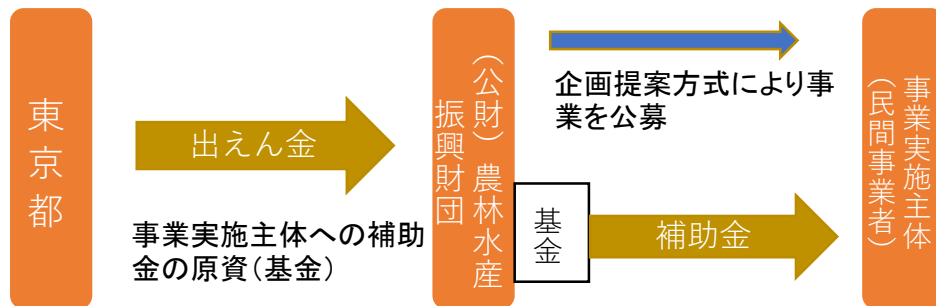 東京都
出えん金
事業実施主体への補助
金の原資(基金)
(公財)農林水産
振興財団
基金
企画提案方式により事
業を公募
補助金
事業実施主体
(民間事業者)